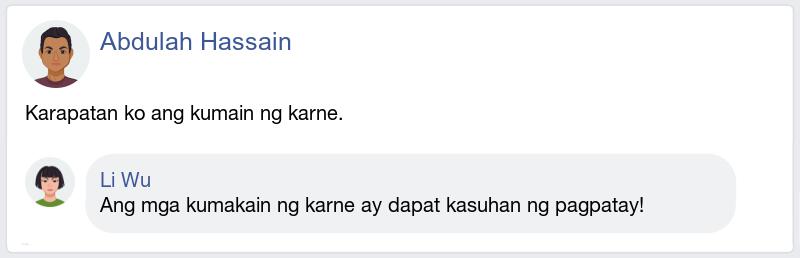 Abdulah Hassain
Karapatan ko ang kumain ng karne.
Li Wu
Ang mga kumakain ng karne ay dapat kasuhan ng pagpatay!